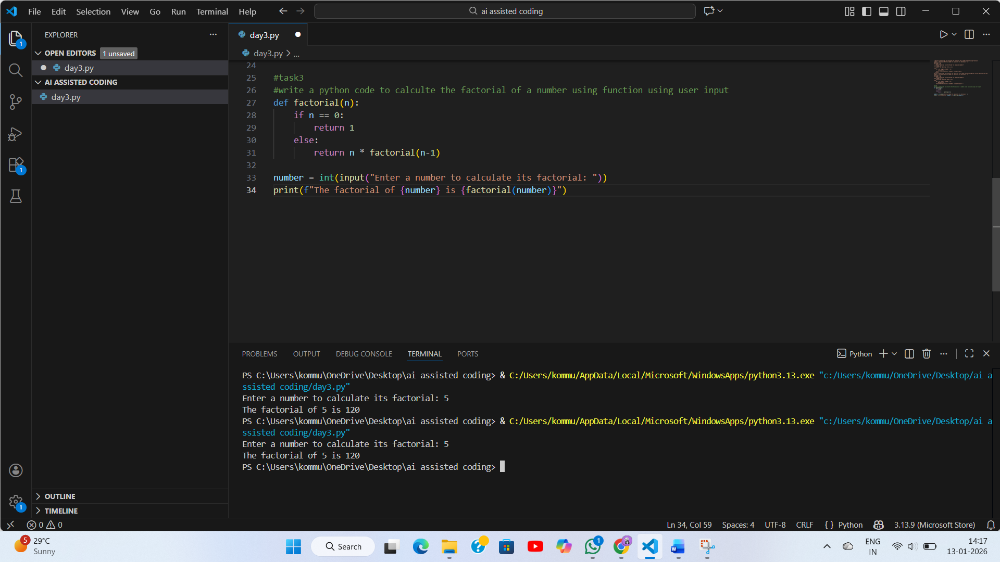 File Edit Selection View Go Run Terminal Help
ai assisted coding
EXPLORER
OPEN EDITORS 1 unsaved
day3.py
AI ASSISTED CODING
day3.py
OUTLINE
TIMELINE
1
1
1
day3.py
day3.py > ...
24
25 #task3
26 #write a python code to calculte the factorial of a number using function using user input
27 def factorial(n):
28 if n == 0:
29 return 1
30 else:
31 return n * factorial(n-1)
32
33 number = int(input("Enter a number to calculate its factorial: "))
34 print(f"The factorial of {number} is {factorial(number)}")
PROBLEMS OUTPUT DEBUG CONSOLE TERMINAL PORTS
Python
PS C:\Users\kommu\OneDrive\Desktop\ai assisted coding> & C:/Users/kommu/AppData/Local/Microsoft/WindowsApps/python3.13.exe "c:/Users/kommu/OneDrive/Desktop/ai a
ssisted coding/day3.py"
Enter a number to calculate its factorial: 5
The factorial of 5 is 120
PS C:\Users\kommu\OneDrive\Desktop\ai assisted coding> & C:/Users/kommu/AppData/Local/Microsoft/WindowsApps/python3.13.exe "c:/Users/kommu/OneDrive/Desktop/ai a
ssisted coding/day3.py"
Enter a number to calculate its factorial: 5
The factorial of 5 is 120
PS C:\Users\kommu\OneDrive\Desktop\ai assisted coding>
0 0 Ln 34, Col 59 Spaces: 4 UTF-8 CRLF { } Python 3.13.9 (Microsoft Store)
5
29°C
Sunny
Search
1
ENG
IN
14:17
13-01-2026